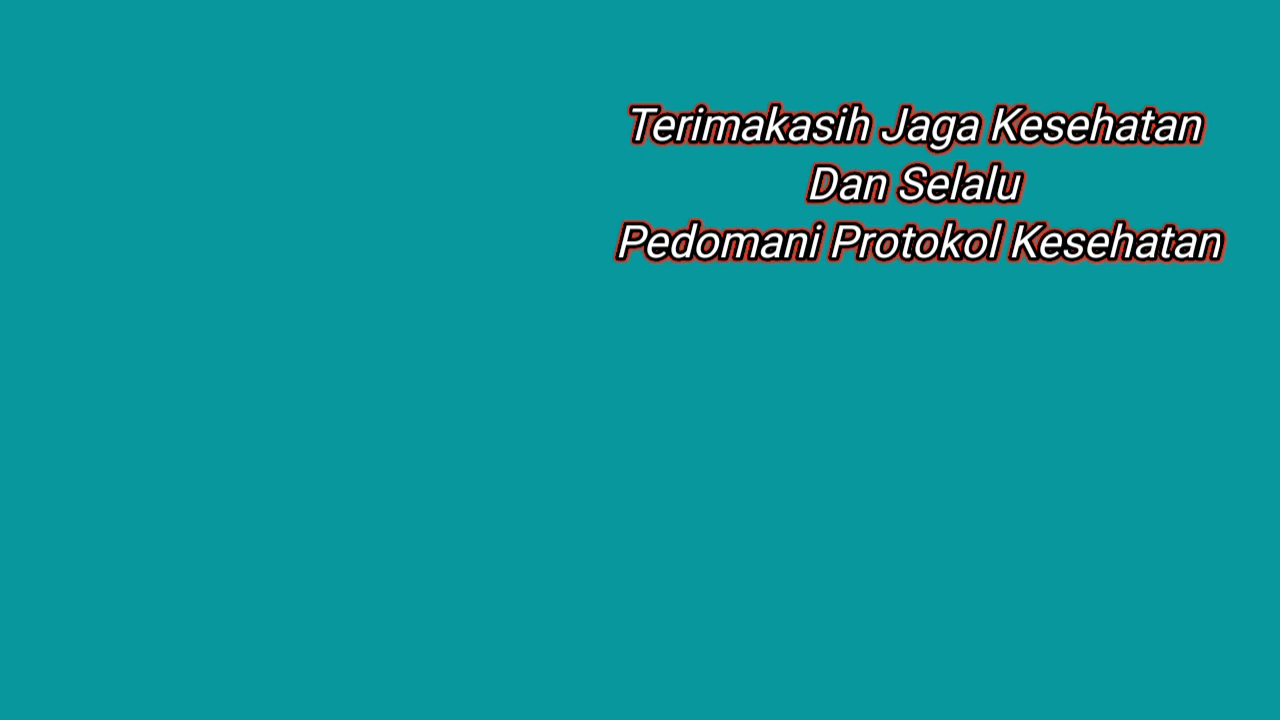 Terimakasih Jaga Kesehatan
Dan Selalu
Pedomani Protokol Kesehatan